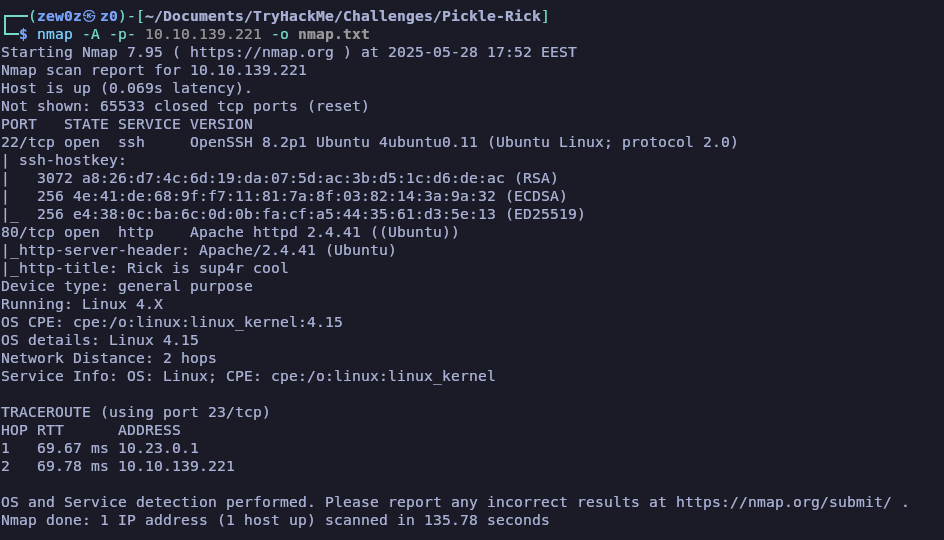 ┌──(zew0z㉿z0)-[~/Documents/TryHackMe/Challenges/Pickle-Rick]
└─$ nmap -A -p- 10.10.139.221 -o nmap.txt
Starting Nmap 7.95 ( https://nmap.org ) at 2025-05-28 17:52 EEST
Nmap scan report for 10.10.139.221
Host is up (0.069s latency).
Not shown: 65533 closed tcp ports (reset)
PORT   STATE SERVICE VERSION
22/tcp open  ssh     OpenSSH 8.2p1 Ubuntu 4ubuntu0.11 (Ubuntu Linux; protocol 2.0)
| ssh-hostkey:
|   3072 a8:26:d7:4c:6d:19:da:07:5d:ac:3b:d5:1c:d6:de:ac (RSA)
|   256 4e:41:de:68:9f:f7:11:81:7a:8f:03:82:14:3a:9a:32 (ECDSA)
|_  256 e4:38:0c:ba:6c:0d:0b:fa:cf:a5:44:35:61:d3:5e:13 (ED25519)
80/tcp open  http    Apache httpd 2.4.41 ((Ubuntu))
|_http-server-header: Apache/2.4.41 (Ubuntu)
|_http-title: Rick is sup4r cool
Device type: general purpose
Running: Linux 4.X
OS CPE: cpe:/o:linux:linux_kernel:4.15
OS details: Linux 4.15
Network Distance: 2 hops
Service Info: OS: Linux; CPE: cpe:/o:linux:linux_kernel

TRACEROUTE (using port 23/tcp)
HOP RTT      ADDRESS
1   69.67 ms 10.23.0.1
2   69.78 ms 10.10.139.221

OS and Service detection performed. Please report any incorrect results at https://nmap.org/submit/ .
Nmap done: 1 IP address (1 host up) scanned in 135.78 seconds